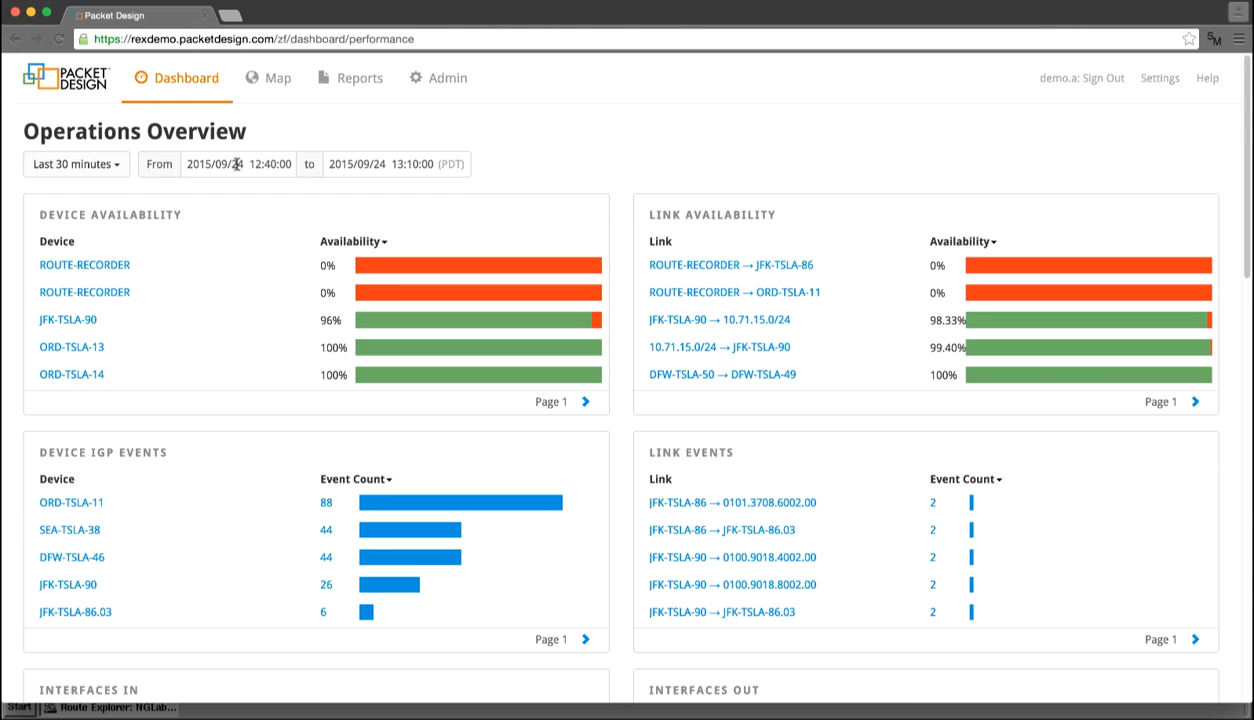 Packet Design
https://rexdemo.packetdesign.com/zf/dashboard/performance
SM
PACKET
DESIGN
Dashboard
Map
Reports
Admin
demo.a: Sign Out
Settings
Help
Operations Overview
Last 30 minutes
From
2015/09/24 12:40:00
to
2015/09/24 13:10:00 (PDT)
DEVICE AVAILABILITY
Device Availability
ROUTE-RECORDER 0%
ROUTE-RECORDER 0%
JFK-TSLA-90 96%
ORD-TSLA-13 100%
ORD-TSLA-14 100%
Page 1
LINK AVAILABILITY
Link Availability
ROUTE-RECORDER → JFK-TSLA-86 0%
ROUTE-RECORDER → ORD-TSLA-11 0%
JFK-TSLA-90 → 10.71.15.0/24 98.33%
10.71.15.0/24 → JFK-TSLA-90 99.40%
DFW-TSLA-50 → DFW-TSLA-49 100%
Page 1
DEVICE IGP EVENTS
Device Event Count
ORD-TSLA-11 88
SEA-TSLA-38 44
DFW-TSLA-46 44
JFK-TSLA-90 26
JFK-TSLA-86.03 6
Page 1
LINK EVENTS
Link Event Count
JFK-TSLA-86 → 0101.3708.6002.00 2
JFK-TSLA-86 → JFK-TSLA-86.03 2
JFK-TSLA-90 → 0100.9018.4002.00 2
JFK-TSLA-90 → 0100.9018.8002.00 2
JFK-TSLA-90 → JFK-TSLA-86.03 2
Page 1
INTERFACES IN
INTERFACES OUT
Start
Route Explorer: NGLab...